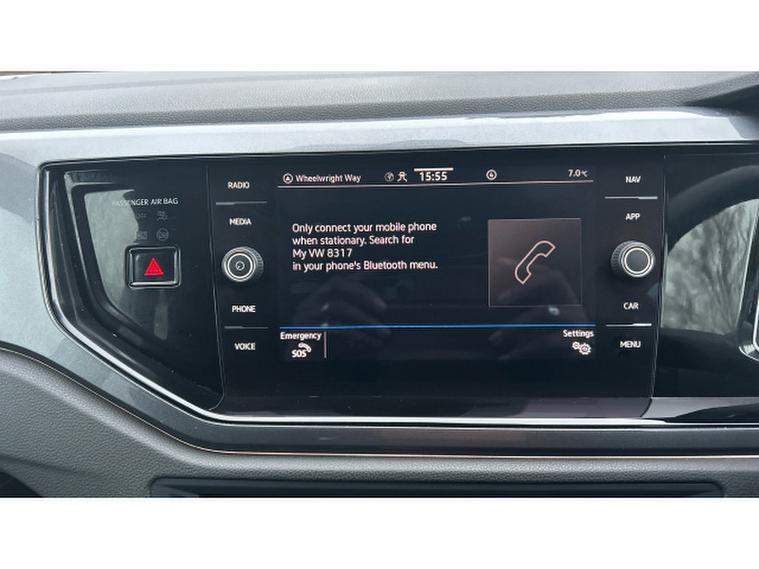 PASSENGER AIR BAG
OFF
RADIO
MEDIA
PHONE
VOICE
Wheelwright Way
15:55
7.0°C
Only connect your mobile phone
when stationary. Search for
My VW 8317
in your phone's Bluetooth menu.
Emergency
SOS
Settings
NAV
APP
CAR
MENU